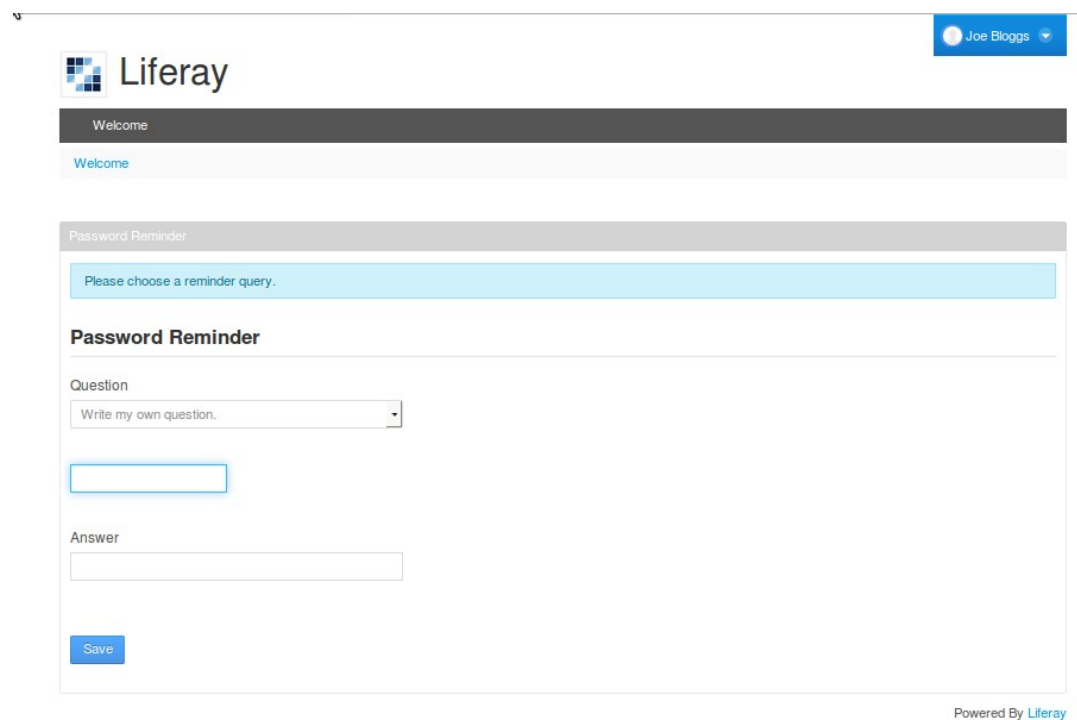 Joe Bloggs
Liferay
Welcome
Welcome
Password Reminder
Please choose a reminder query.
Password Reminder
Question
Write my own question.
Answer
Save
Powered By Liferay